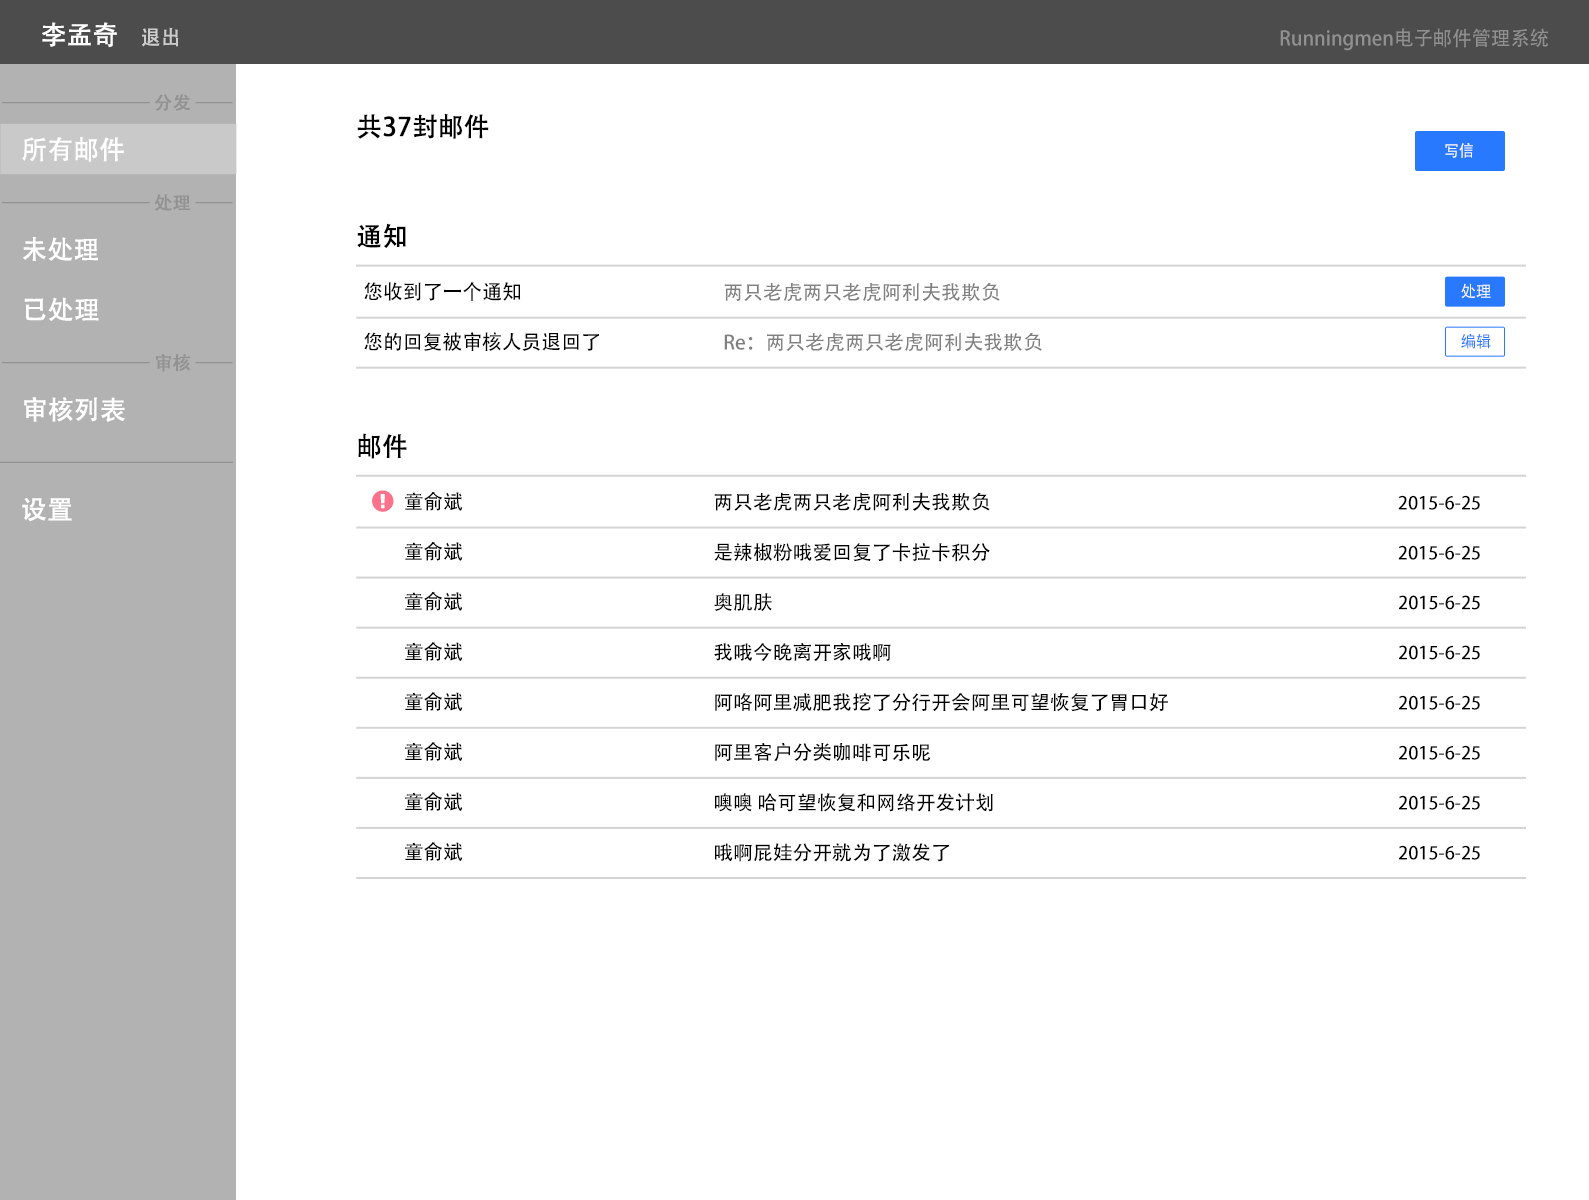 李孟奇 退出 Runningmen电子邮件管理系统
分发
所有邮件
处理
未处理
已处理
审核
审核列表
设置
共37封邮件
写信
通知
您收到了一个通知 两只老虎两只老虎阿利夫我欺负 处理
您的回复被审核人员退回了 Re：两只老虎两只老虎阿利夫我欺负 编辑
邮件
童俞斌 两只老虎两只老虎阿利夫我欺负 2015-6-25
童俞斌 是辣椒粉哦爱回复了卡拉卡积分 2015-6-25
童俞斌 奥肌肤 2015-6-25
童俞斌 我哦今晚离开家哦啊 2015-6-25
童俞斌 阿咯阿里减肥我挖了分行开会阿里可望恢复了胃口好 2015-6-25
童俞斌 阿里客户分类咖啡可乐呢 2015-6-25
童俞斌 噢噢 哈可望恢复和网络开发计划 2015-6-25
童俞斌 哦啊屁娃分开就为了激发了 2015-6-25